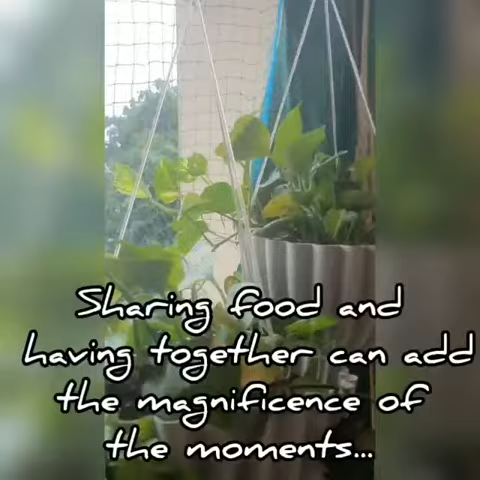 Sharing food and
having together can add
the magnificence of
the moments...